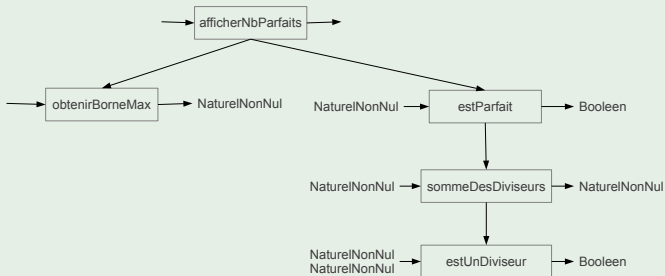 afficherNbParfaits
obtenirBorneMax
NaturelNonNul
NaturelNonNul
estParfait
Booleen
NaturelNonNul
sommeDesDiviseurs
NaturelNonNul
NaturelNonNul
NaturelNonNul
estUnDiviseur
Booleen